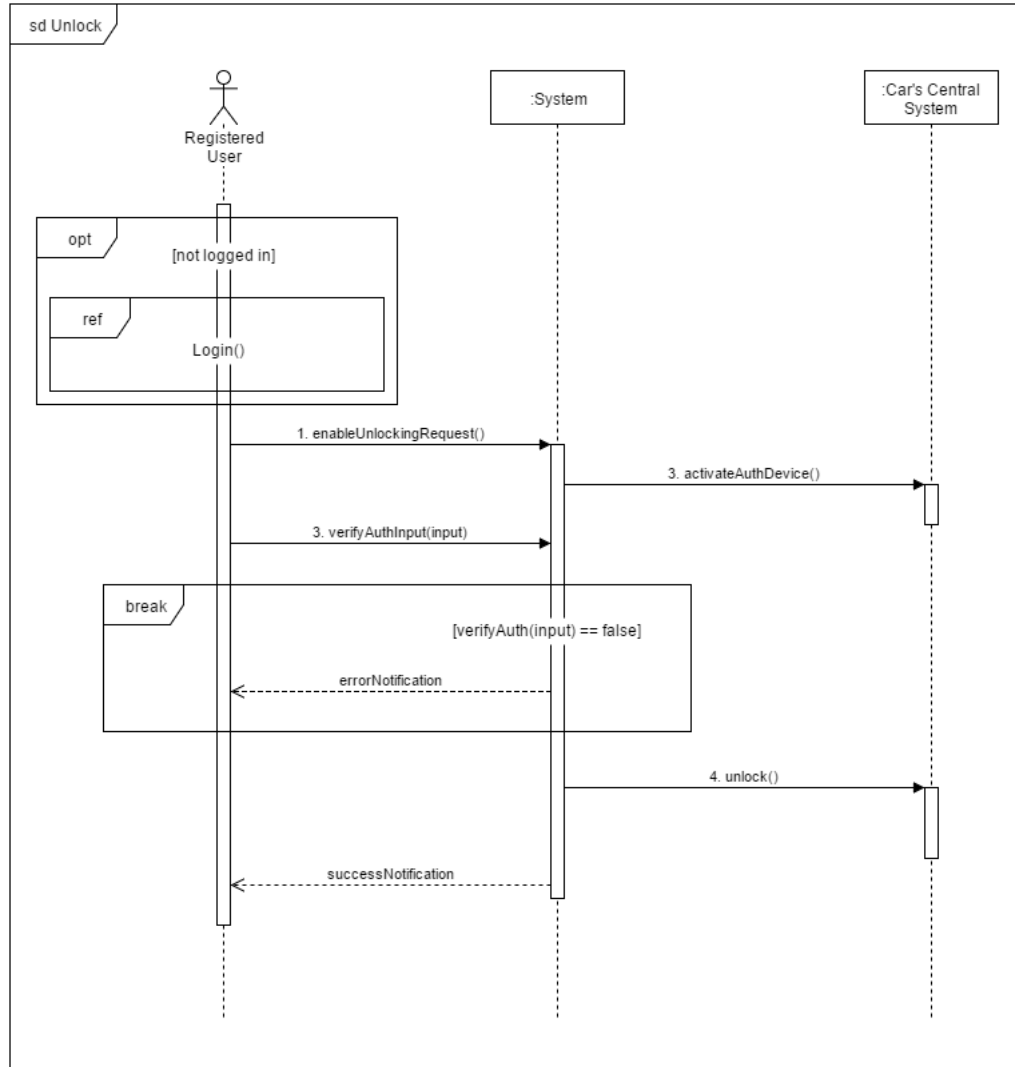 sd Unlock
:System
:Car's Central
System
Registered
User
opt
[not logged in]
ref
Login()
1. enableUnlockingRequest()
3. activateAuthDevice()
3. verifyAuthInput(input)
break
[verifyAuth(input) == false]
errorNotification
4. unlock()
successNotification